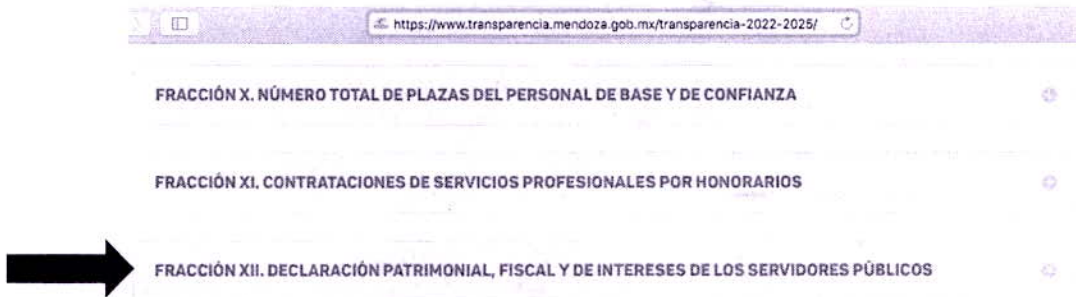 https://www.transparencia.mendoza.gob.mx/transparencia-2022-2025/
FRACCIÓN X. NÚMERO TOTAL DE PLAZAS DEL PERSONAL DE BASE Y DE CONFIANZA
FRACCIÓN XI. CONTRATACIONES DE SERVICIOS PROFESIONALES POR HONORARIOS
FRACCIÓN XII. DECLARACIÓN PATRIMONIAL, FISCAL Y DE INTERESES DE LOS SERVIDORES PÚBLICOS